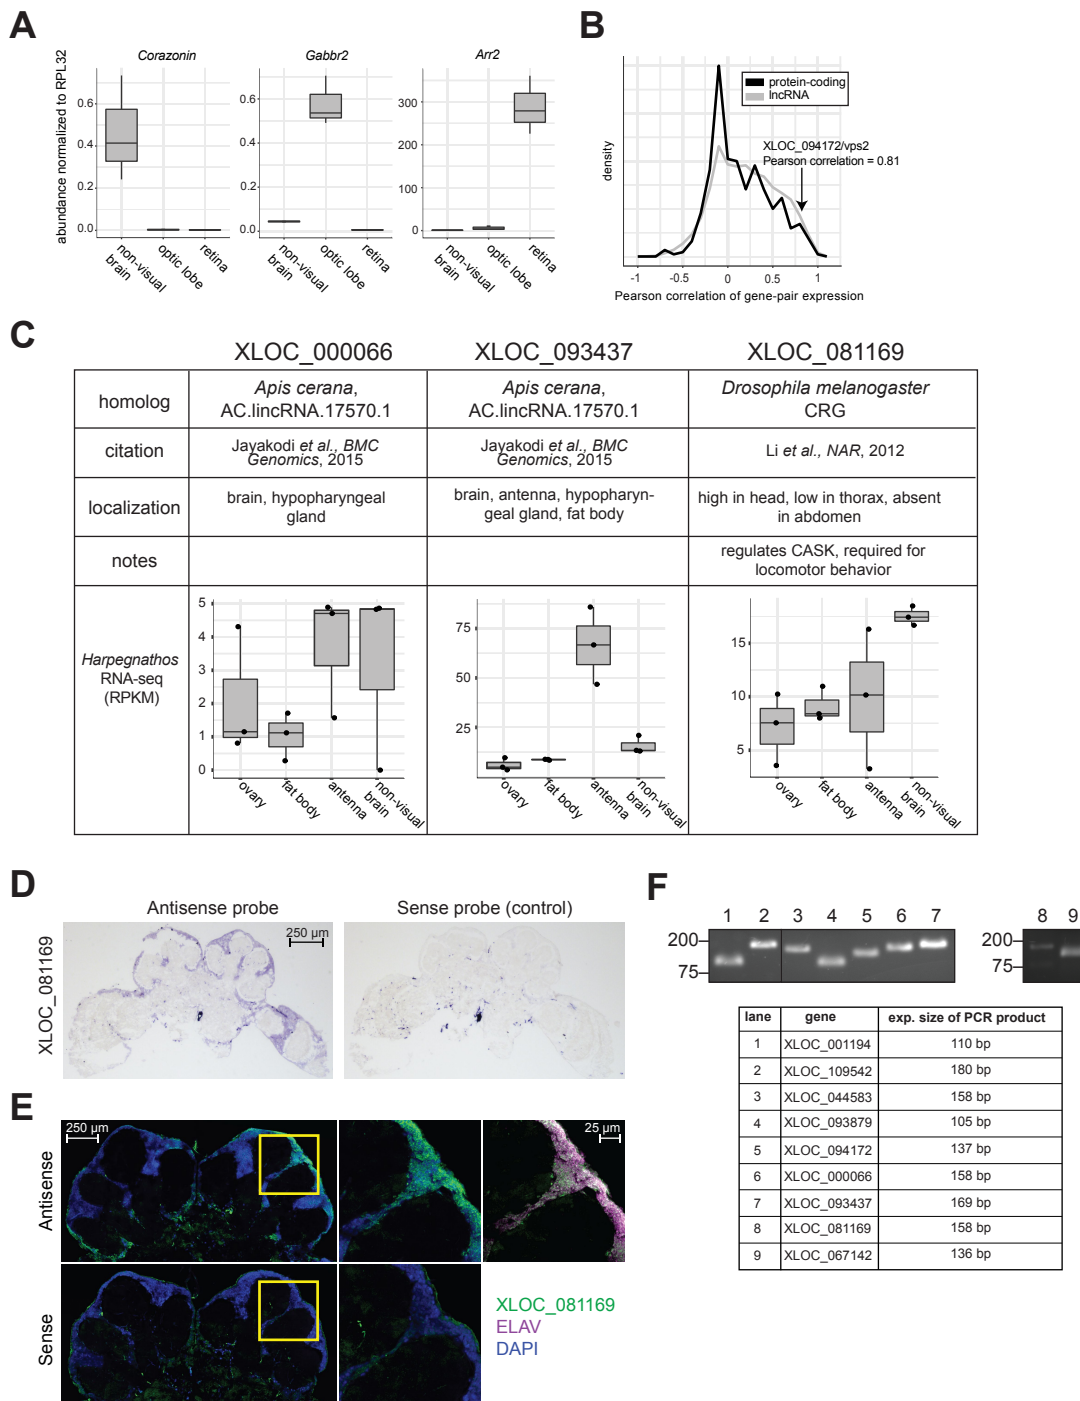 A
Corazonin
Gabbr2
Arr2
abundance normalized to RPL32
0.6
0.4
0.2
0.0
non-visual
brain
optic lobe
retina
0.6
0.4
0.2
0.0
non-visual
brain
optic lobe
retina
300
200
100
0
non-visual
brain
optic lobe
retina
B
density
protein-coding
lncRNA
XLOC_094172/vps2
Pearson correlation = 0.81
-1
-0.5
0
0.5
1
Pearson correlation of gene-pair expression
C
XLOC_000066
XLOC_093437
XLOC_081169
homolog
Apis cerana,
AC.lincRNA.17570.1
Apis cerana,
AC.lincRNA.17570.1
Drosophila melanogaster
CRG
citation
Jayakodi et al., BMC
Genomics, 2015
Jayakodi et al., BMC
Genomics, 2015
Li et al., NAR, 2012
localization
brain, hypopharyngeal
gland
brain, antenna, hypopharyn-
geal gland, fat body
high in head, low in thorax, absent
in abdomen
notes
regulates CASK, required for
locomotor behavior
Harpegnathos
RNA-seq
(RPKM)
5
4
3
2
1
0
ovary
fat body
antenna
non-visual
brain
75
50
25
ovary
fat body
antenna
non-visual
brain
15
10
5
ovary
fat body
antenna
non-visual
brain
D
Antisense probe
Sense probe (control)
XLOC_081169
250 µm
E
Antisense
250 µm
25 µm
Sense
XLOC_081169
ELAV
DAPI
F
1 2 3 4 5 6 7
200
75
8 9
200
75
lane gene exp. size of PCR product
1 XLOC_001194 110 bp
2 XLOC_109542 180 bp
3 XLOC_044583 158 bp
4 XLOC_093879 105 bp
5 XLOC_094172 137 bp
6 XLOC_000066 158 bp
7 XLOC_093437 169 bp
8 XLOC_081169 158 bp
9 XLOC_067142 136 bp